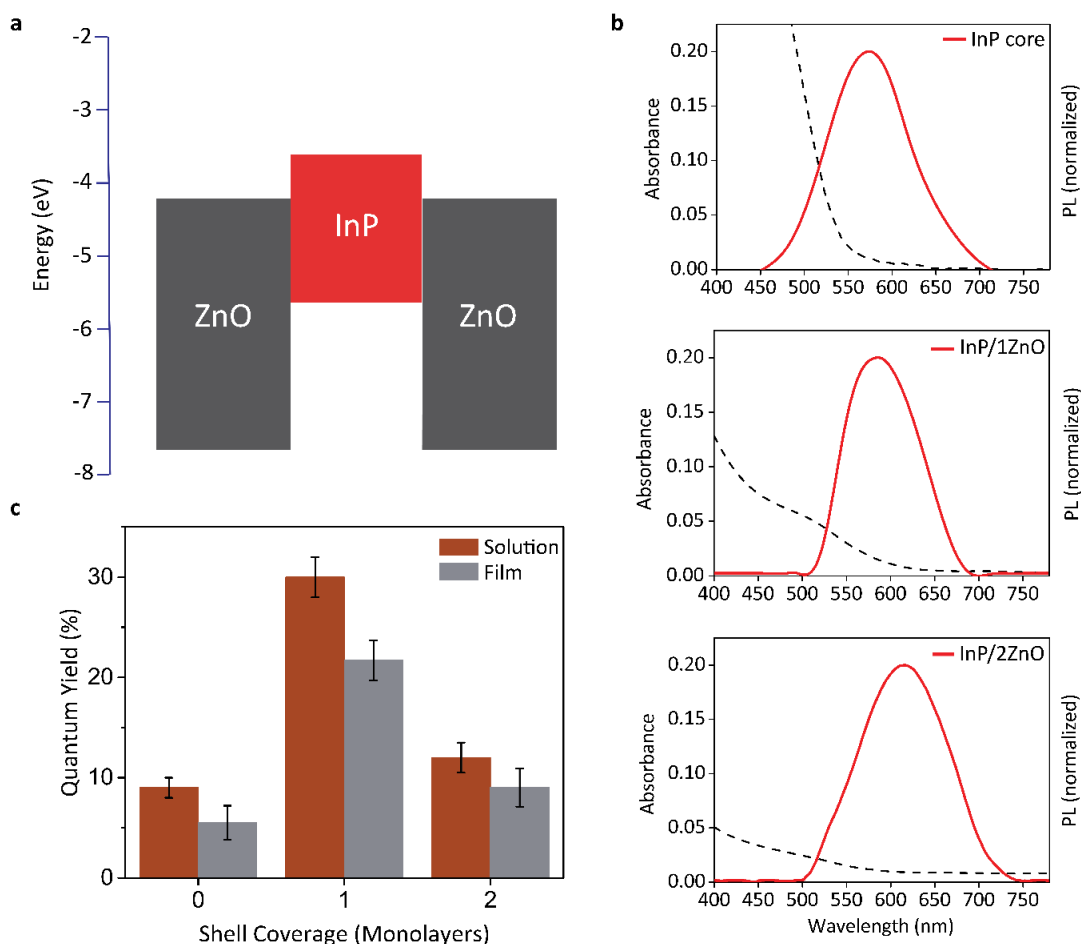 a
-2
-3
-4
-5
-6
-7
-8
Energy (eV)
ZnO
InP
ZnO
b
0.20
0.15
0.10
0.05
0.00
Absorbance
PL (normalized)
InP core
400 450 500 550 600 650 700 750
0.20
0.15
0.10
0.05
0.00
Absorbance
PL (normalized)
InP/1ZnO
400 450 500 550 600 650 700 750
0.20
0.15
0.10
0.05
0.00
Absorbance
PL (normalized)
InP/2ZnO
400 450 500 550 600 650 700 750
Wavelength (nm)
c
30
20
10
0
Quantum Yield (%)
Solution
Film
0 1 2
Shell Coverage (Monolayers)